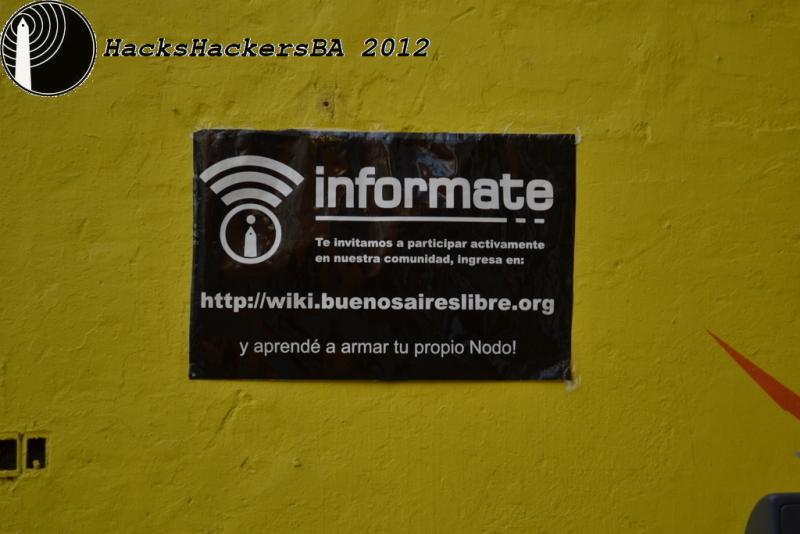 HacksHackersBA 2012
informate
Te invitamos a participar activamente
en nuestra comunidad, ingresa en:
http://wiki.buenosaireslibre.org
y aprendé a armar tu propio Nodo!